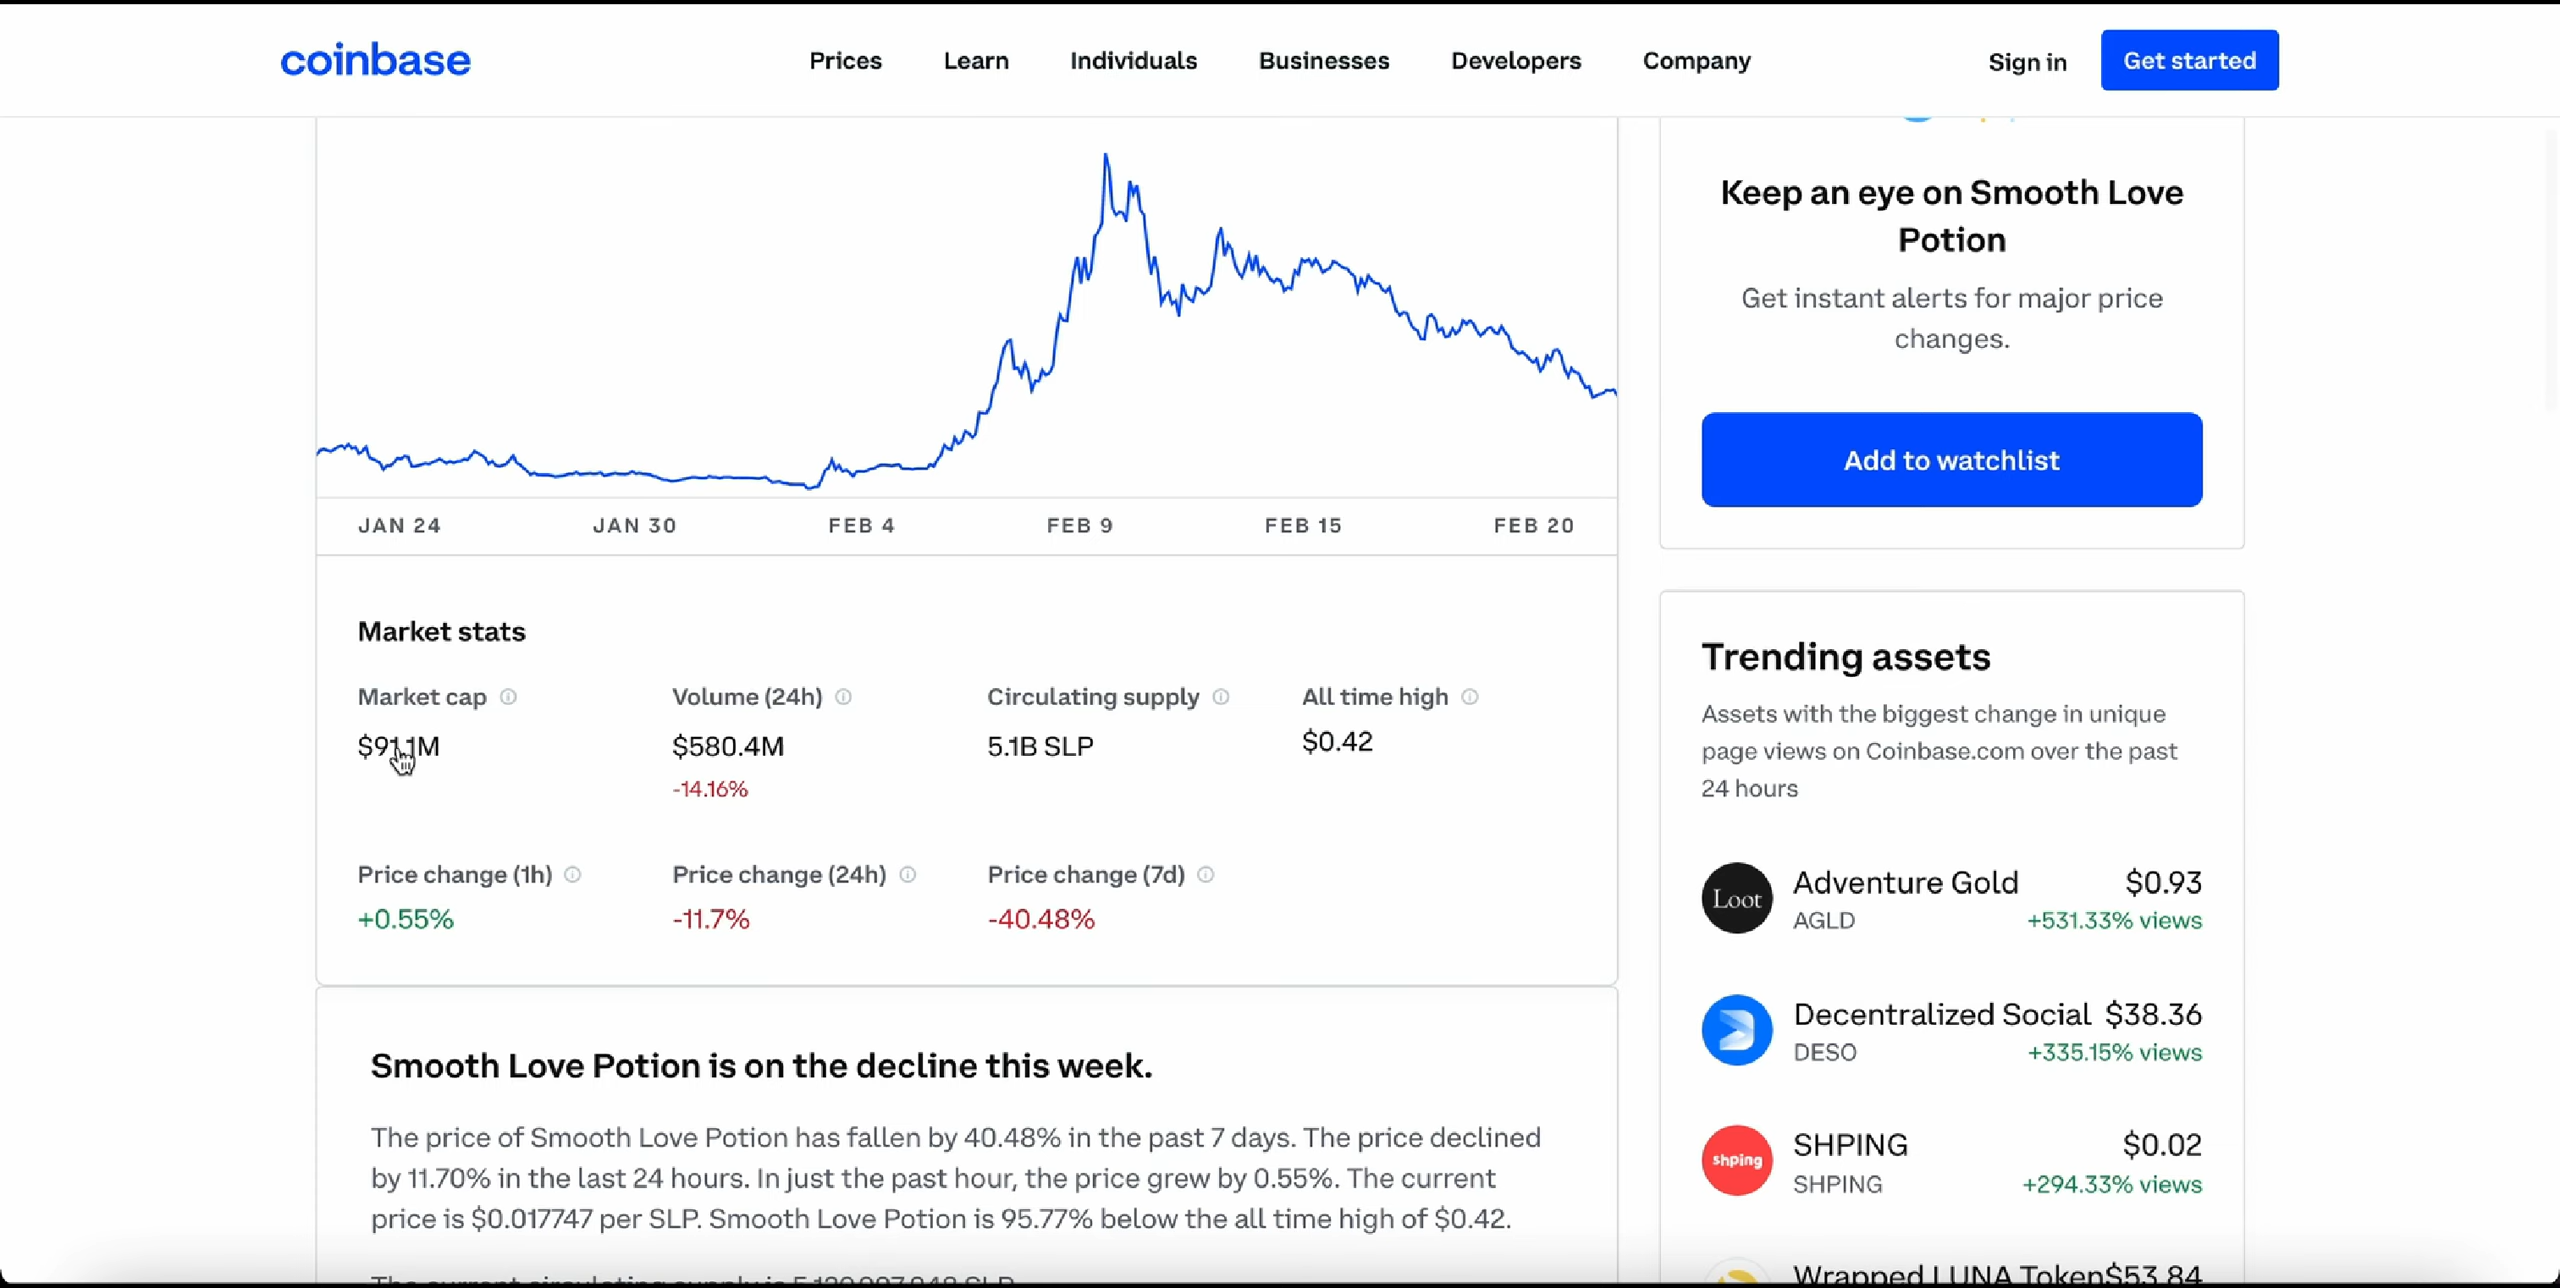 coinbase
Prices Learn Individuals Businesses Developers Company Sign in Get started
JAN 24 JAN 30 FEB 4 FEB 9 FEB 15 FEB 20
Market stats
Market cap Volume (24h) Circulating supply All time high
$91.1M $580.4M 5.1B SLP $0.42
-14.16%
Price change (1h) Price change (24h) Price change (7d)
+0.55% -11.7% -40.48%
Smooth Love Potion is on the decline this week.
The price of Smooth Love Potion has fallen by 40.48% in the past 7 days. The price declined
by 11.70% in the last 24 hours. In just the past hour, the price grew by 0.55%. The current
price is $0.017747 per SLP. Smooth Love Potion is 95.77% below the all time high of $0.42.
The current circulating supply is
Keep an eye on Smooth Love
Potion
Get instant alerts for major price
changes.
Add to watchlist
Trending assets
Assets with the biggest change in unique
page views on Coinbase.com over the past
24 hours
Loot
Adventure Gold $0.93
AGLD +531.33% views
Decentralized Social $38.36
DESO +335.15% views
shping
SHPING $0.02
SHPING +294.33% views
Wrapped LUNA Token $53.84